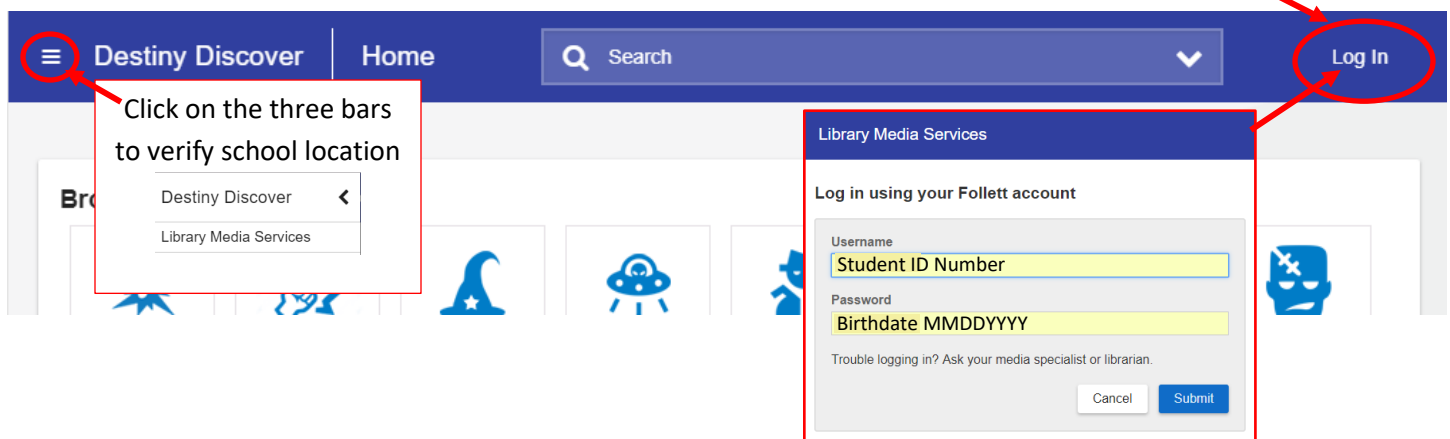 ≡ Destiny Discover Home Search Log In
Click on the three bars
to verify school location
Destiny Discover
Library Media Services
Library Media Services
Log in using your Follett account
Username
Student ID Number
Password
Birthdate MMDDYYYY
Trouble logging in? Ask your media specialist or librarian.
Cancel Submit